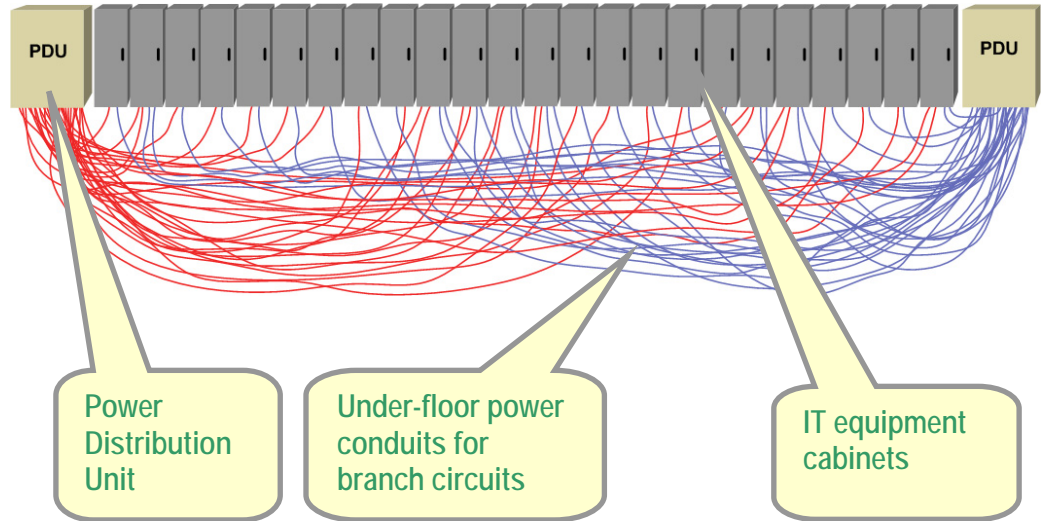 PDU
PDU
Power
Distribution
Unit
Under-floor power
conduits for
branch circuits
IT equipment
cabinets